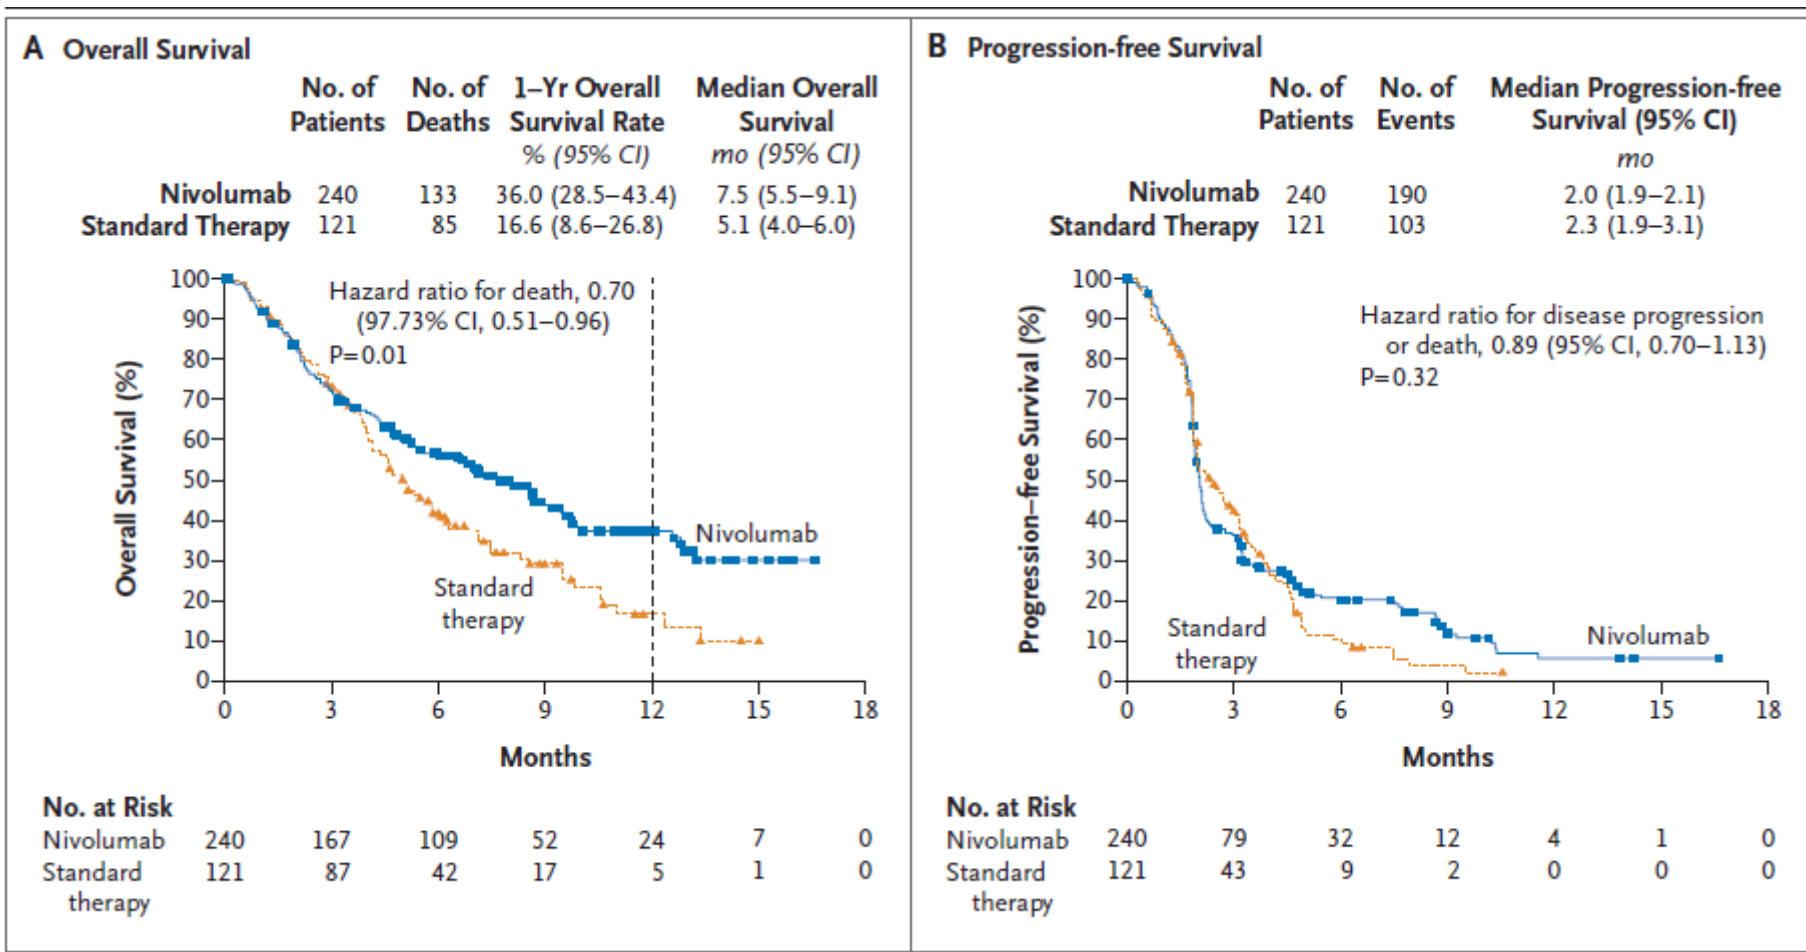 A Overall Survival
No. of Patients No. of Deaths 1–Yr Overall Survival Rate Median Overall Survival
% (95% CI) mo (95% CI)
Nivolumab 240 133 36.0 (28.5–43.4) 7.5 (5.5–9.1)
Standard Therapy 121 85 16.6 (8.6–26.8) 5.1 (4.0–6.0)
Hazard ratio for death, 0.70
(97.73% CI, 0.51–0.96)
P=0.01
Overall Survival (%)
100
90
80
70
60
50
40
30
20
10
0
Nivolumab
Standard
therapy
0 3 6 9 12 15 18
Months
No. at Risk
Nivolumab 240 167 109 52 24 7 0
Standard 121 87 42 17 5 1 0
therapy
B Progression-free Survival
No. of Patients No. of Events Median Progression-free Survival (95% CI)
mo
Nivolumab 240 190 2.0 (1.9–2.1)
Standard Therapy 121 103 2.3 (1.9–3.1)
Hazard ratio for disease progression
or death, 0.89 (95% CI, 0.70–1.13)
P=0.32
Progression–free Survival (%)
100
90
80
70
60
50
40
30
20
10
0
Standard
therapy
Nivolumab
0 3 6 9 12 15 18
Months
No. at Risk
Nivolumab 240 79 32 12 4 1 0
Standard 121 43 9 2 0 0 0
therapy